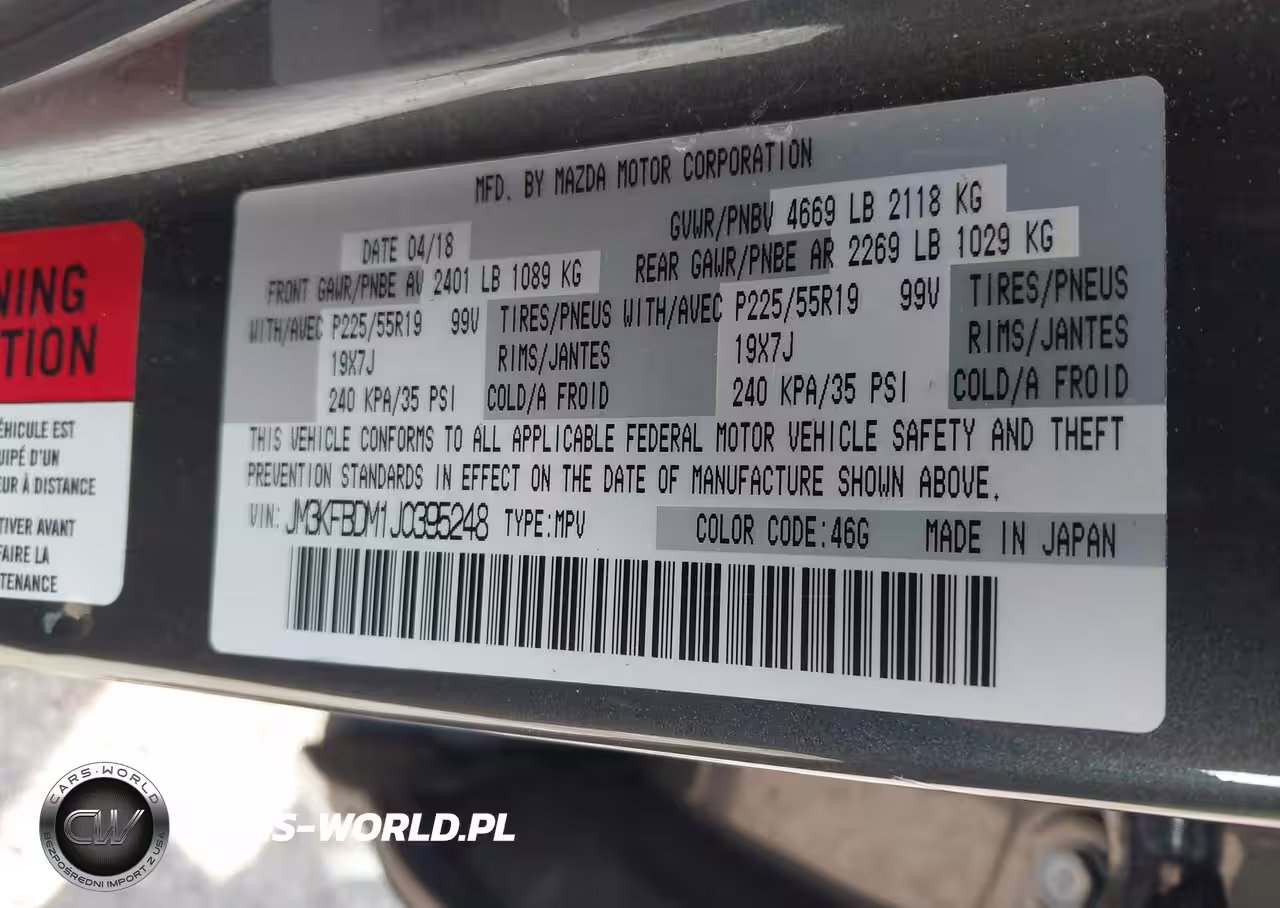 MFD. BY MAZDA MOTOR CORPORATION
DATE 04/18 GVWR/PNBV 4669 LB 2118 KG
FRONT GAWR/PNBE AV 2401 LB 1089 KG REAR GAWR/PNBE AR 2269 LB 1029 KG
WITH/AVEC P225/55R19 99V TIRES/PNEUS WITH/AVEC P225/55R19 99V TIRES/PNEUS
19X7J RIMS/JANTES 19X7J RIMS/JANTES
240 KPA/35 PSI COLD/A FROID 240 KPA/35 PSI COLD/A FROID
THIS VEHICLE CONFORMS TO ALL APPLICABLE FEDERAL MOTOR VEHICLE SAFETY AND THEFT
PREVENTION STANDARDS IN EFFECT ON THE DATE OF MANUFACTURE SHOWN ABOVE.
VIN: JM3KFBDM1J0395248 TYPE:MPV COLOR CODE:46G MADE IN JAPAN
NING
TION
ÉHICULE EST
UIPÉ D'UN
EUR À DISTANCE
TIVER AVANT
FAIRE LA
TENANCE
CARS-WORLD
CW
BEZPOŚREDNI IMPORT Z USA
S-WORLD.PL